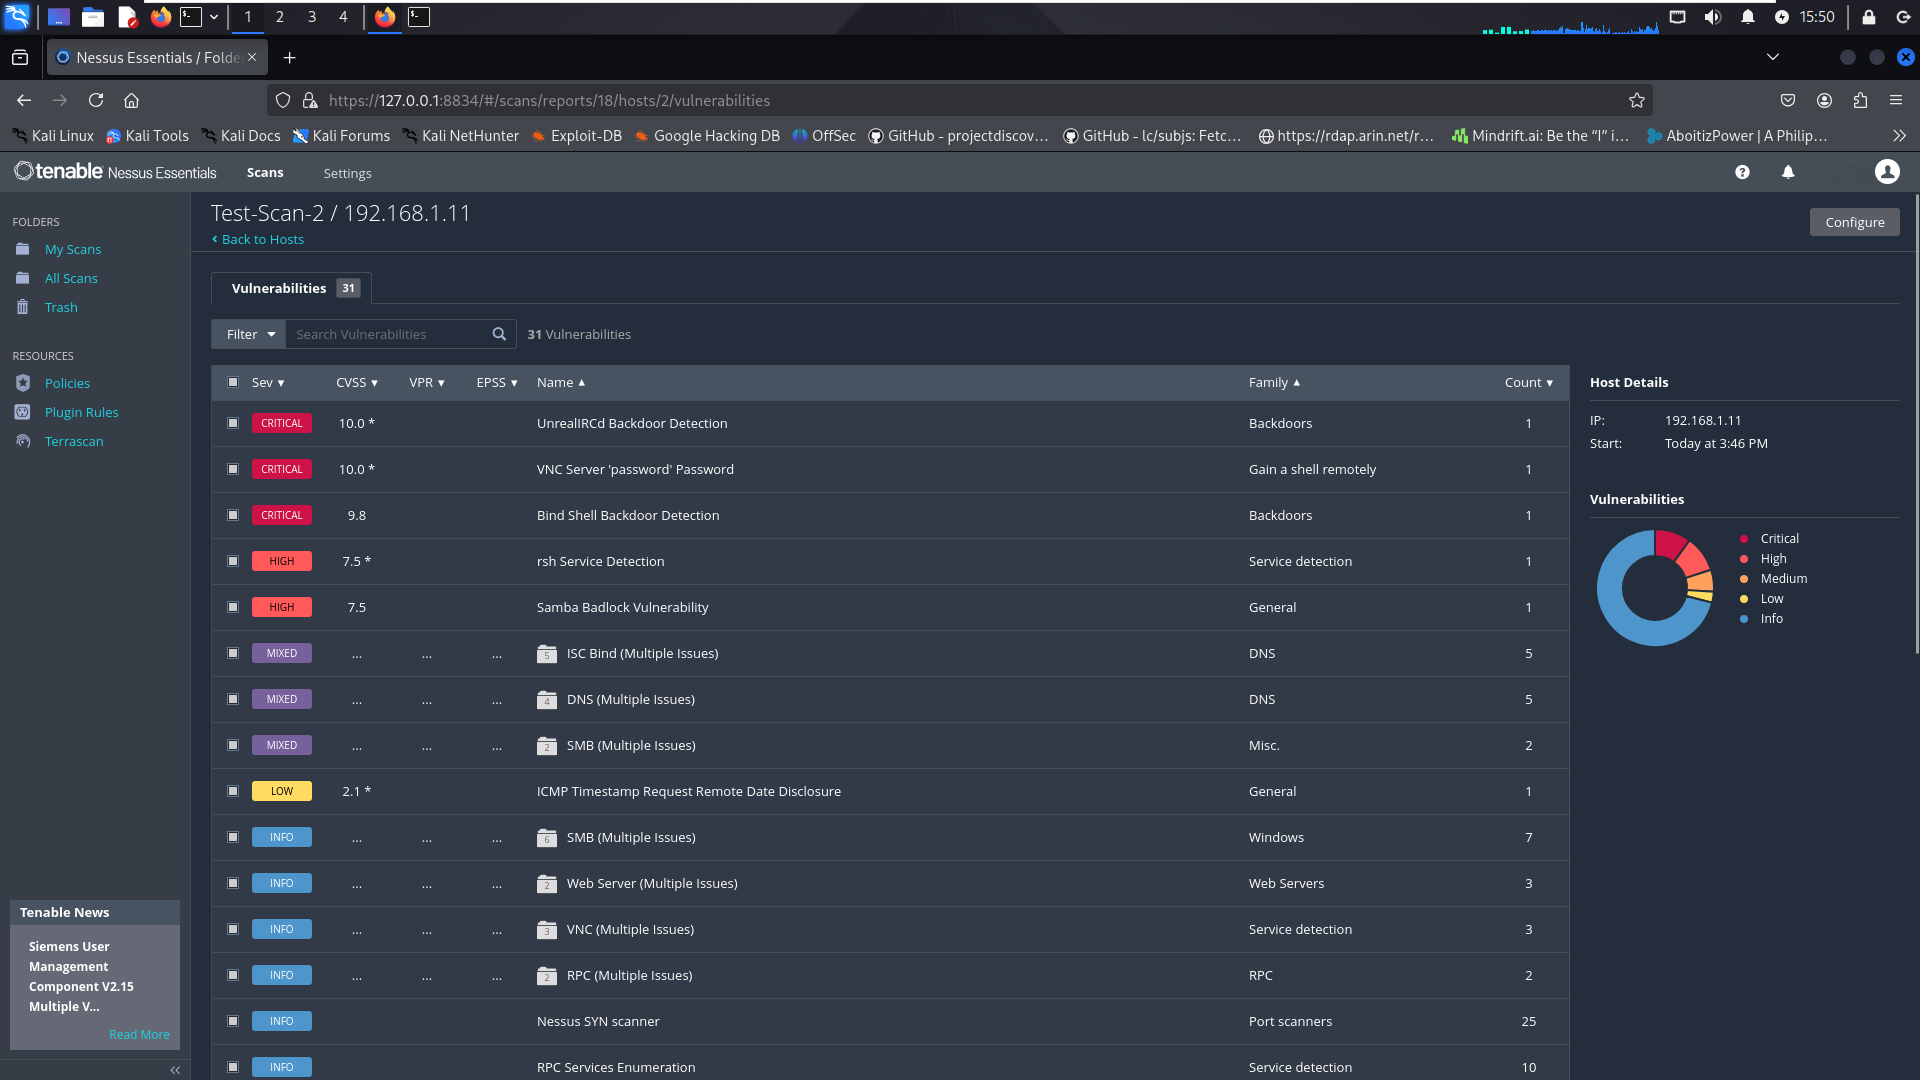 1 2 3 4 15:50
Nessus Essentials / Folde
https://127.0.0.1:8834/#/scans/reports/18/hosts/2/vulnerabilities
Kali Linux Kali Tools Kali Docs Kali Forums Kali NetHunter Exploit-DB Google Hacking DB OffSec GitHub - projectdiscov… GitHub - lc/subjs: Fetc… https://rdap.arin.net/r… Mindrift.ai: Be the “I” i… AboitizPower | A Philip…
tenable Nessus Essentials Scans Settings
FOLDERS
My Scans
All Scans
Trash
RESOURCES
Policies
Plugin Rules
Terrascan
Tenable News
Siemens User
Management
Component V2.15
Multiple V...
Read More
Test-Scan-2 / 192.168.1.11
Back to Hosts
Configure
Vulnerabilities 31
Filter Search Vulnerabilities 31 Vulnerabilities
Sev CVSS VPR EPSS Name Family Count
CRITICAL 10.0 * UnrealIRCd Backdoor Detection Backdoors 1
CRITICAL 10.0 * VNC Server 'password' Password Gain a shell remotely 1
CRITICAL 9.8 Bind Shell Backdoor Detection Backdoors 1
HIGH 7.5 * rsh Service Detection Service detection 1
HIGH 7.5 Samba Badlock Vulnerability General 1
MIXED ... ... ... 5 ISC Bind (Multiple Issues) DNS 5
MIXED ... ... ... 4 DNS (Multiple Issues) DNS 5
MIXED ... ... ... 2 SMB (Multiple Issues) Misc. 2
LOW 2.1 * ICMP Timestamp Request Remote Date Disclosure General 1
INFO ... ... ... 6 SMB (Multiple Issues) Windows 7
INFO ... ... ... 2 Web Server (Multiple Issues) Web Servers 3
INFO ... ... ... 3 VNC (Multiple Issues) Service detection 3
INFO ... ... ... 2 RPC (Multiple Issues) RPC 2
INFO Nessus SYN scanner Port scanners 25
INFO RPC Services Enumeration Service detection 10
Host Details
IP: 192.168.1.11
Start: Today at 3:46 PM
Vulnerabilities
Critical
High
Medium
Low
Info